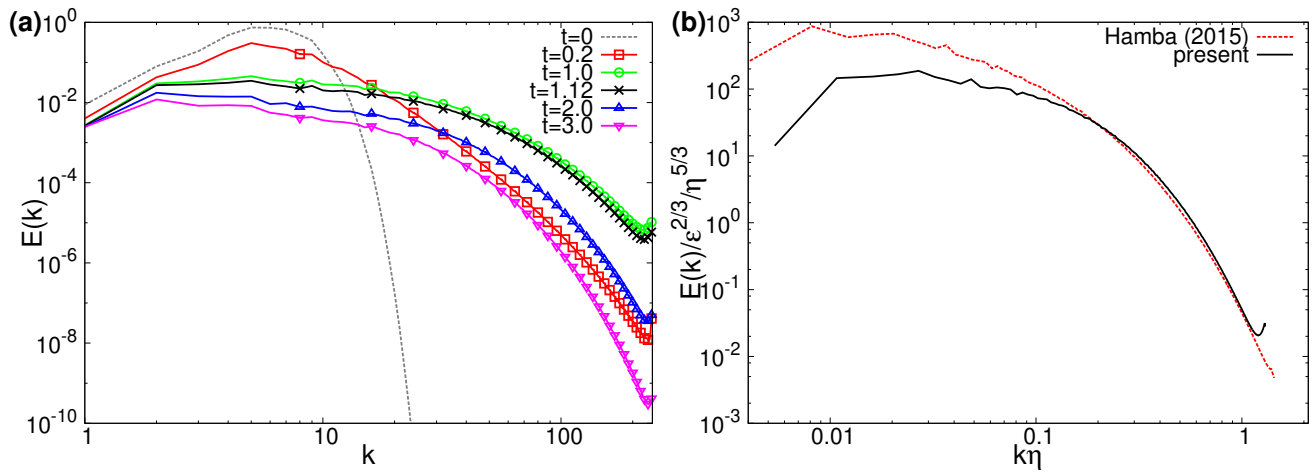 (a)
10^0
10^-2
10^-4
10^-6
10^-8
10^-10
E(k)
1
10
100
k
t=0
t=0.2
t=1.0
t=1.12
t=2.0
t=3.0
(b)
10^3
10^2
10^1
10^0
10^-1
10^-2
10^-3
E(k)/ε^2/3/η^5/3
0.01
0.1
1
kη
Hamba (2015)
present